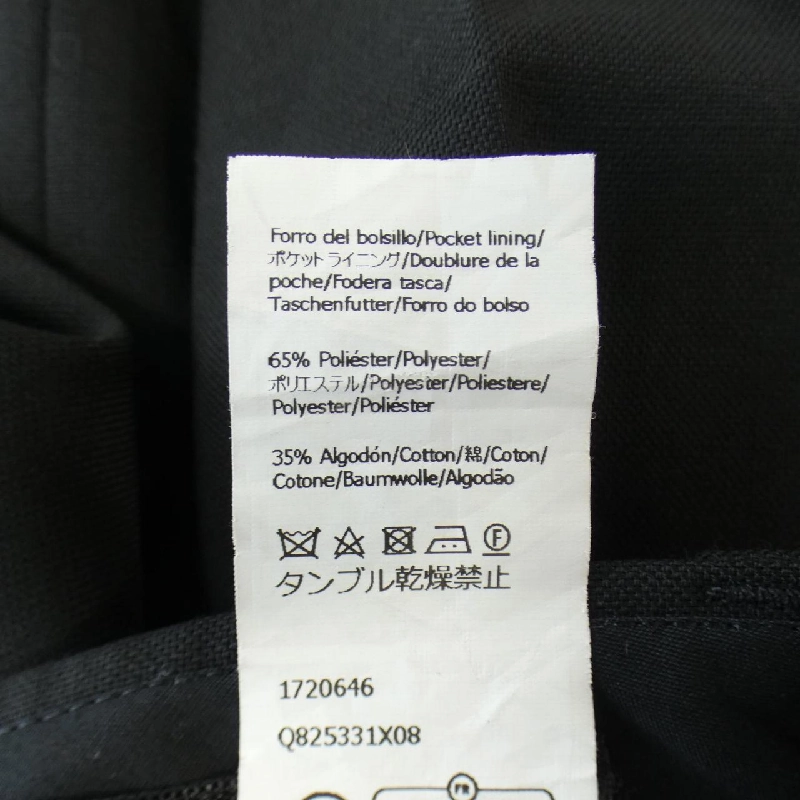 Forro del bolsillo/Pocket lining/
ポケットライニング/Doublure de la
poche/Fodera tasca/
Taschenfutter/Forro do bolso
65% Poliéster/Polyester/
ポリエステル/Polyester/Poliestere/
Polyester/Poliéster
35% Algodón/Cotton/綿/Coton/
Cotone/Baumwolle/Algodão
F
タンブル乾燥禁止
1720646
Q825331X08
FR